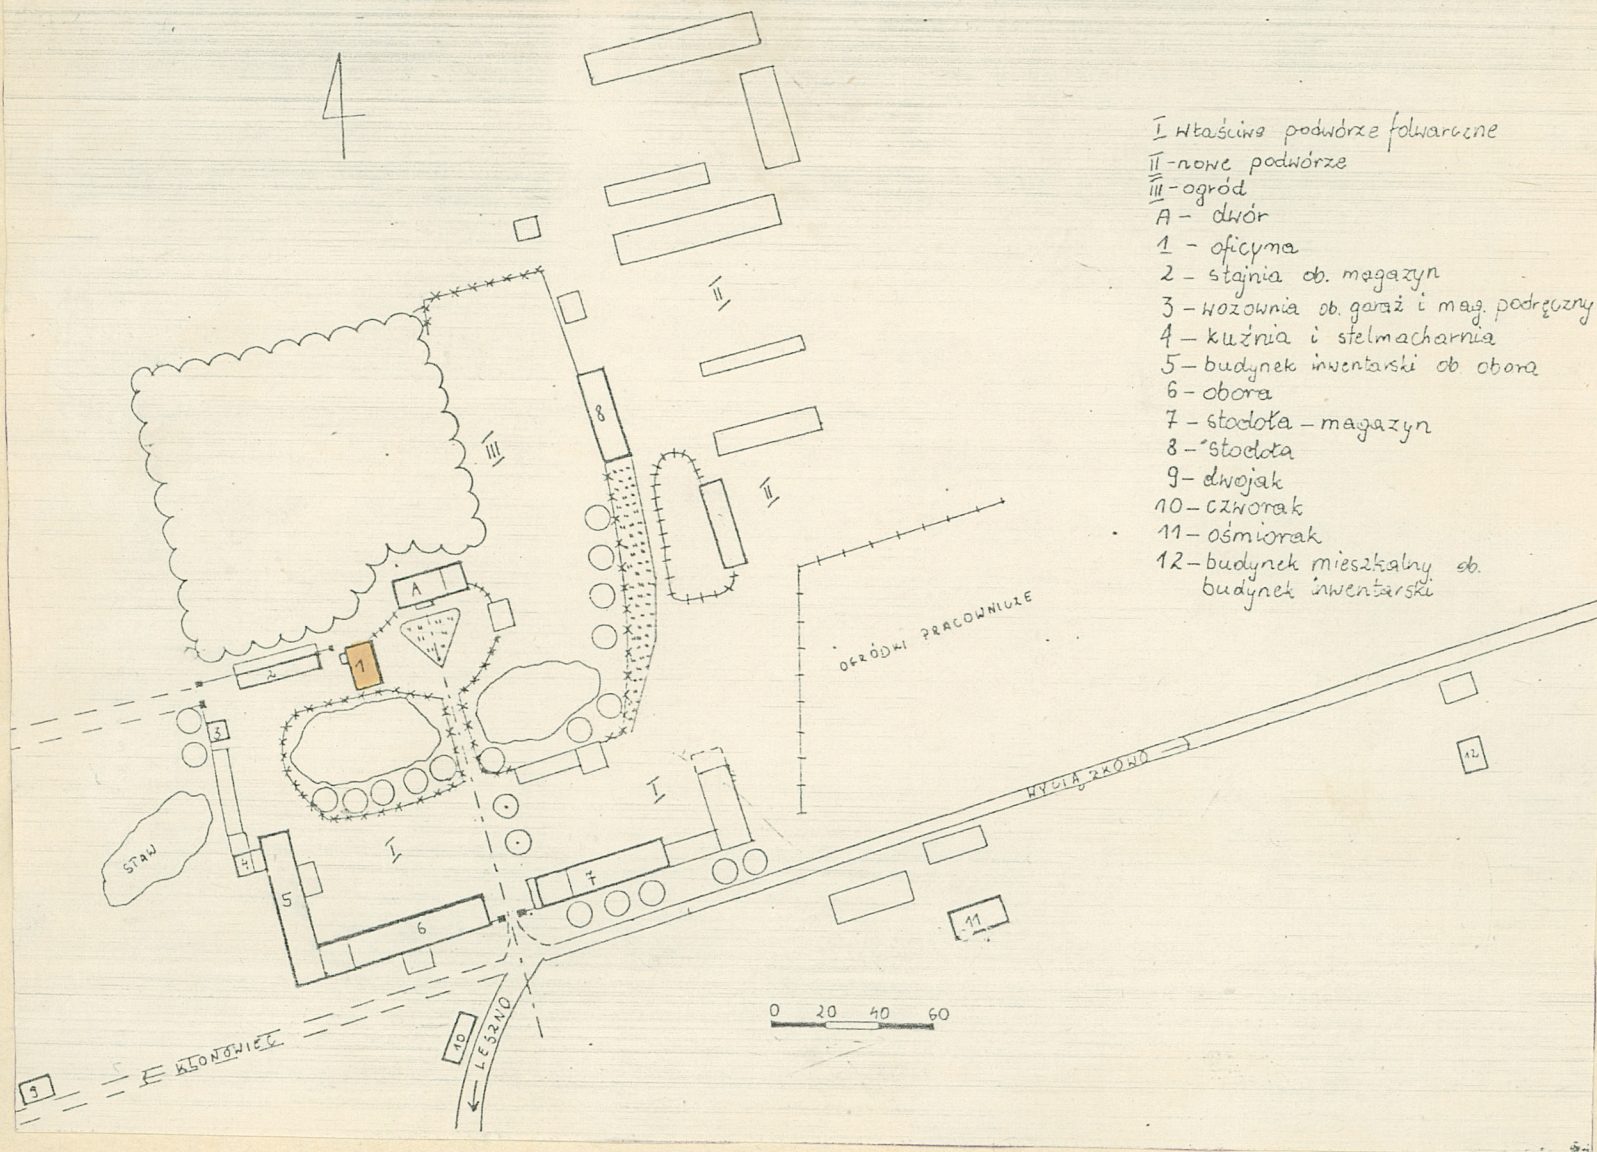 I właściwe podwórze folwarczne
II - nowe podwórze
III - ogród
A - dwór
1 - oficyna
2 - stajnia ob. magazyn
3 - wozownia ob. garaż i mag. podręczny
4 - kuźnia i stelmacharnia
5 - budynek inwentarski ob. obora
6 - obora
7 - stodoła - magazyn
8 - stodoła
9 - dwojak
10 - czworak
11 - ośmiorak
12 - budynek mieszkalny ob.
budynek inwentarski
II
8
III
II
A
OGRÓDKI PRACOWNICZE
1
2
3
12
WYCIĄŻKOWO
I
STAW
4
I
5
7
6
11
0 20 40 60
10
LESZNO
KŁONOWIEC
9